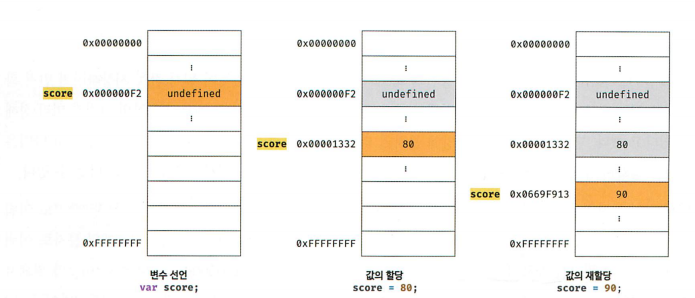 0x00000000
⋮
score 0x000000F2 undefined
⋮
0xFFFFFFFF
변수 선언
var score;
0x00000000
⋮
0x000000F2 undefined
⋮
score 0x00001332 80
⋮
0xFFFFFFFF
값의 할당
score = 80;
0x00000000
⋮
0x000000F2 undefined
⋮
0x00001332 80
⋮
score 0x0669F913 90
⋮
0xFFFFFFFF
값의 재할당
score = 90;